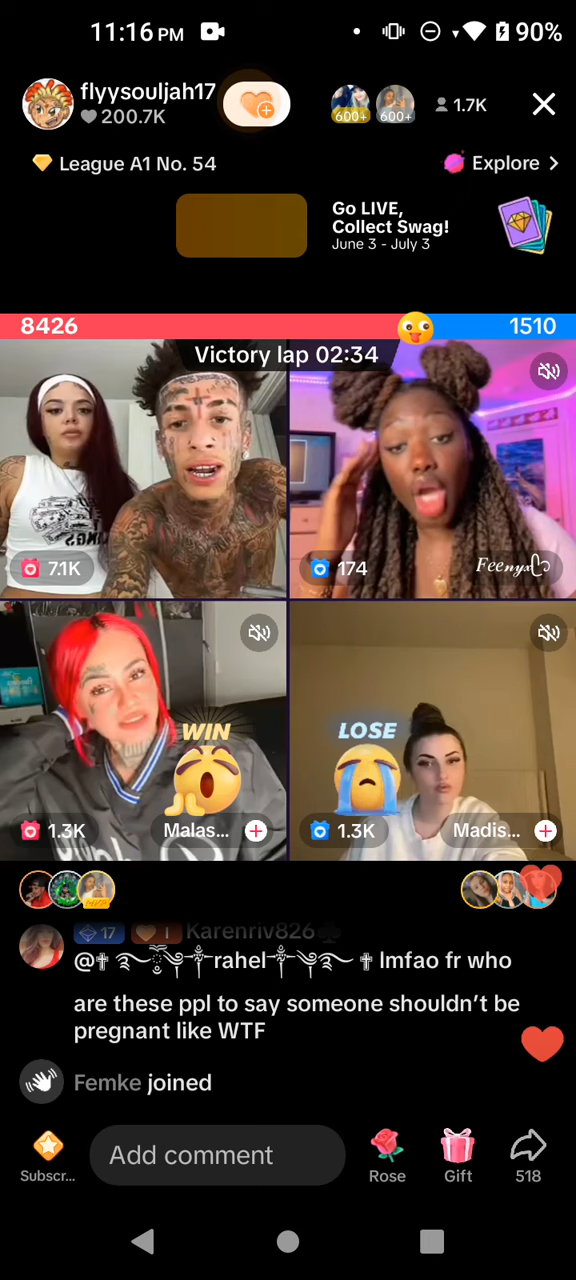 11:16 PM
90%
flyysouljah17
200.7K
600+
600+
1.7K
League A1 No. 54
Explore >
Go LIVE,
Collect Swag!
June 3 - July 3
8426
1510
Victory lap 02:34
7.1K
174
Feenyx
WIN
LOSE
1.3K
Malas...
1.3K
Madis...
17
1
Karenriv826♣
rahel
lmfao fr who
are these ppl to say someone shouldn't be
pregnant like WTF
Femke joined
Subscr...
Add comment
Rose
Gift
518